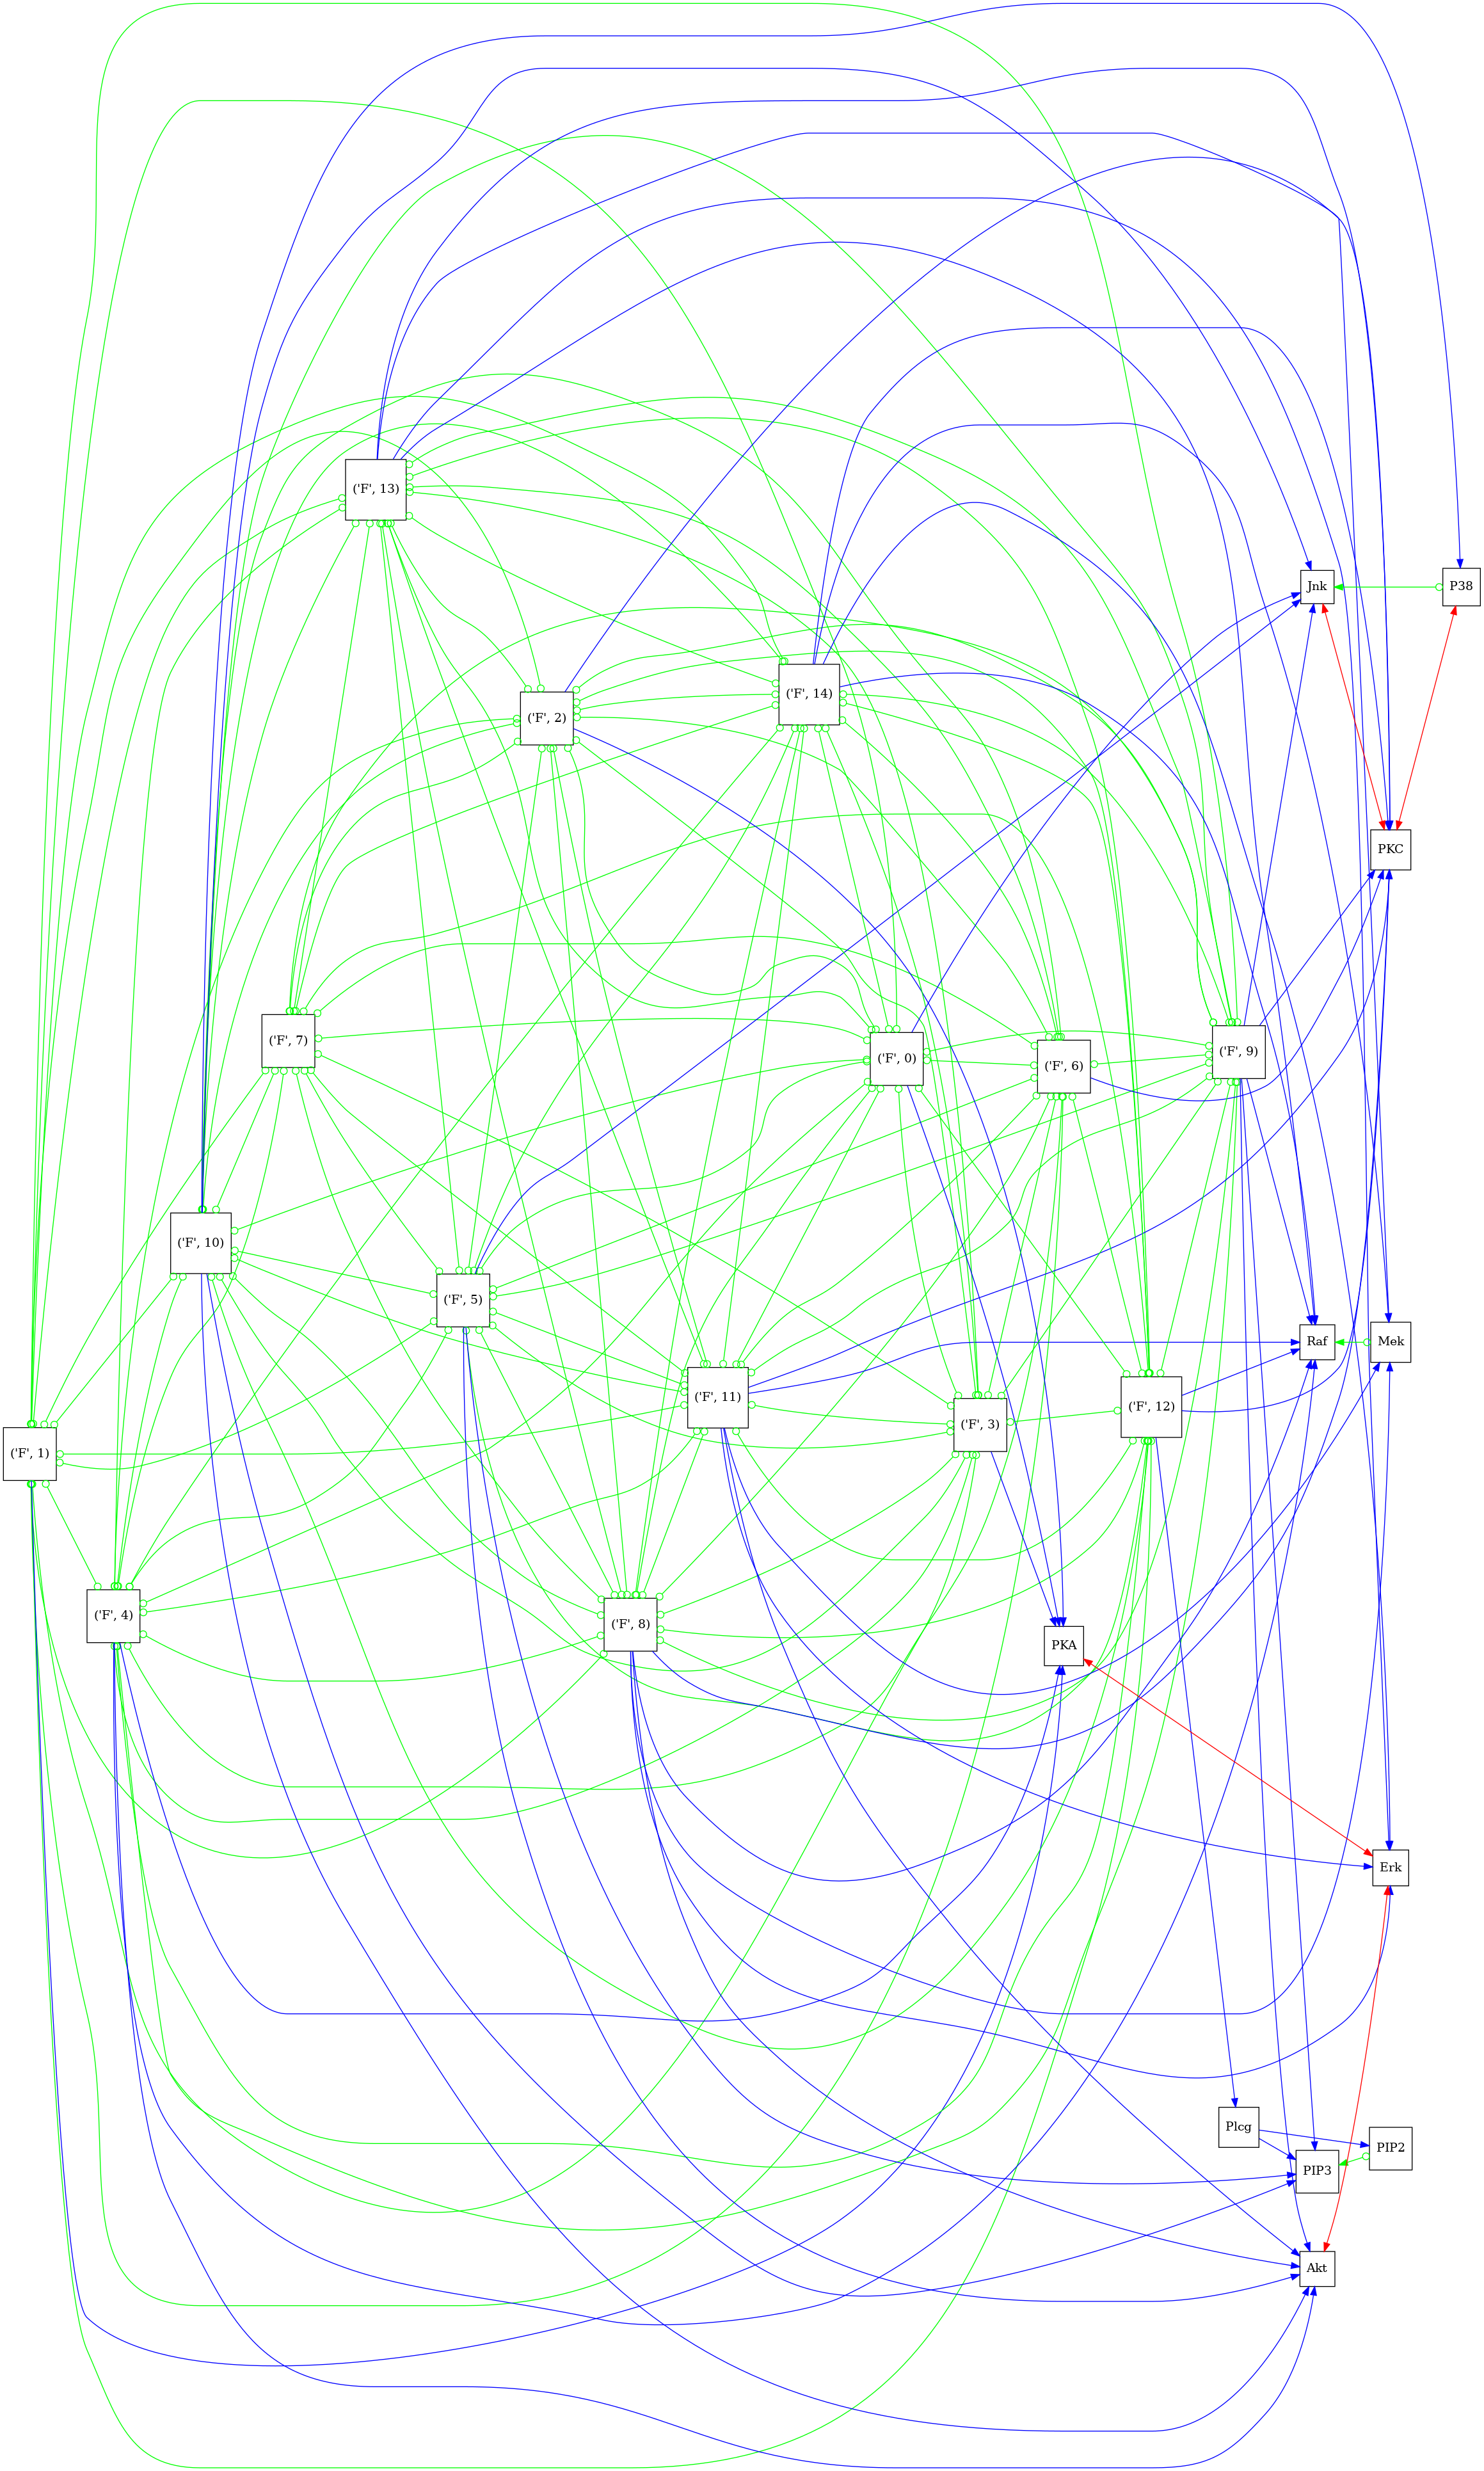 ('F', 13)
('F', 2)
('F', 14)
Jnk
P38
PKC
('F', 7)
('F', 0)
('F', 6)
('F', 9)
('F', 10)
('F', 5)
Raf
Mek
('F', 11)
('F', 3)
('F', 12)
('F', 1)
('F', 4)
('F', 8)
PKA
Erk
Plcg
PIP2
PIP3
Akt